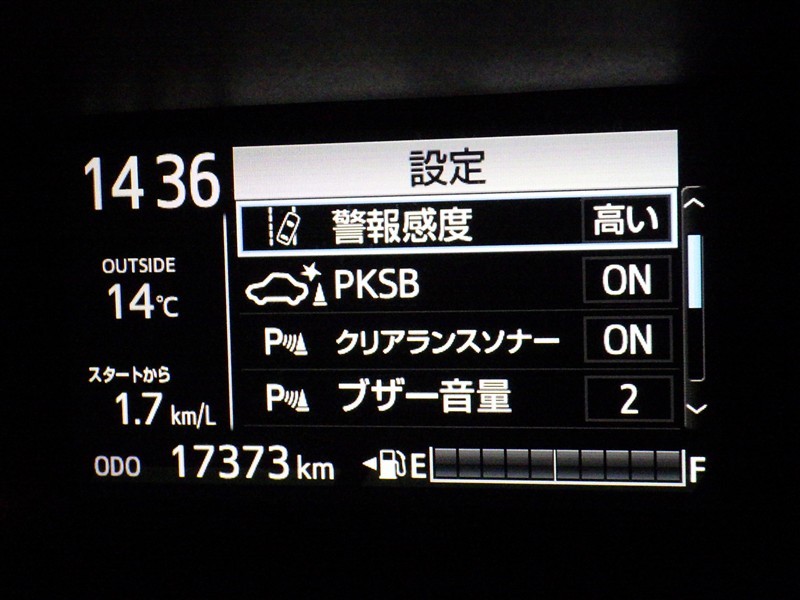 14 36
設定
警報感度 高い
OUTSIDE
14℃
PKSB ON
P クリアランスソナー ON
スタートから
1.7 km/L
P ブザー音量 2
ODO 17373 km E F